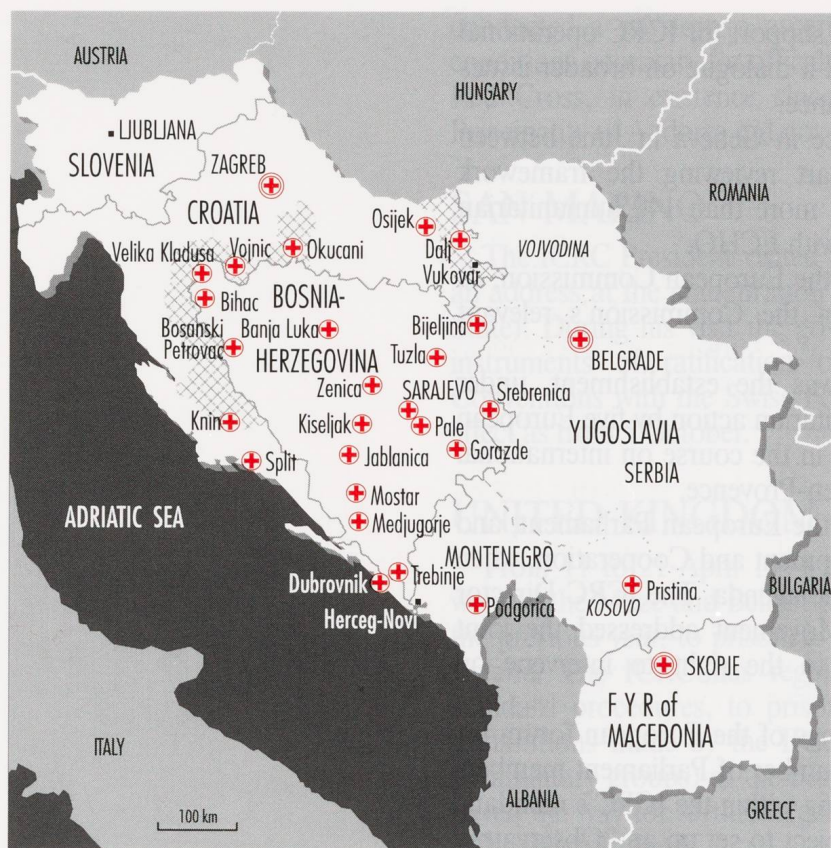 AUSTRIA
HUNGARY
LJUBLJANA
SLOVENIA
ZAGREB
ROMANIA
CROATIA
Osijek
Velika Kladusa
Vojnic
Okucani
Dalj
VOJVODINA
Vukovar
Bihac
BOSNIA-
Bosanski
Petrovac
Banja Luka
Bijeljina
HERZEGOVINA
Tuzla
BELGRADE
Zenica
SARAJEVO
Srebrenica
Knin
Kiseljak
Pale
YUGOSLAVIA
Split
Jablanica
Gorazde
SERBIA
Mostar
ADRIATIC SEA
Medjugorje
MONTENEGRO
Dubrovnik
Trebinje
Pristina
BULGARIA
Herceg-Novi
Podgorica
KOSOVO
SKOPJE
F Y R of
MACEDONIA
ITALY
100 km
ALBANIA
GREECE